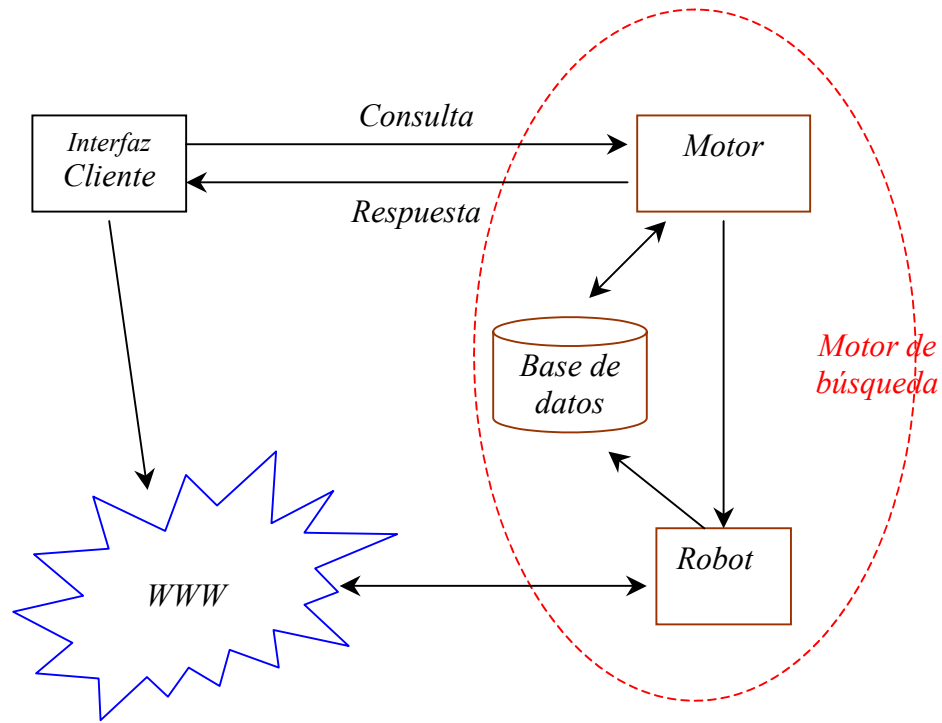 Consulta
Interfaz
Cliente
Motor
Respuesta
Base de
datos
Motor de
búsqueda
WWW
Robot